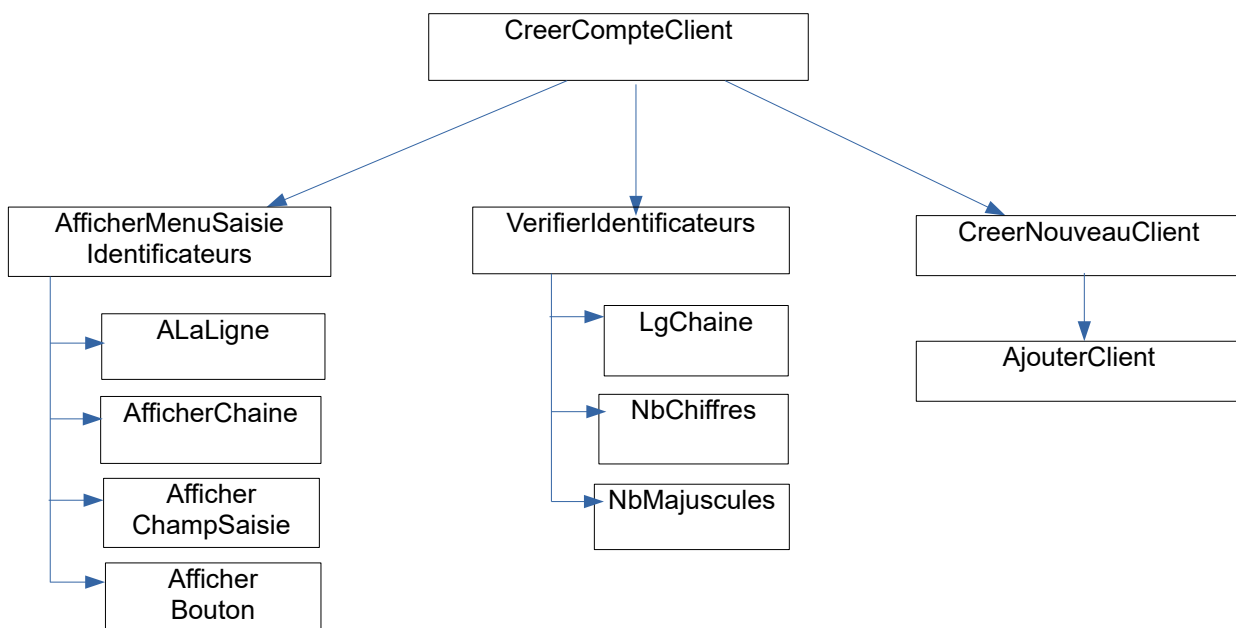 CreerCompteClient
AfficherMenuSaisie
Identificateurs
VerifierIdentificateurs
CreerNouveauClient
ALaLigne
AfficherChaine
Afficher
ChampSaisie
Afficher
Bouton
LgChaine
NbChiffres
NbMajuscules
AjouterClient